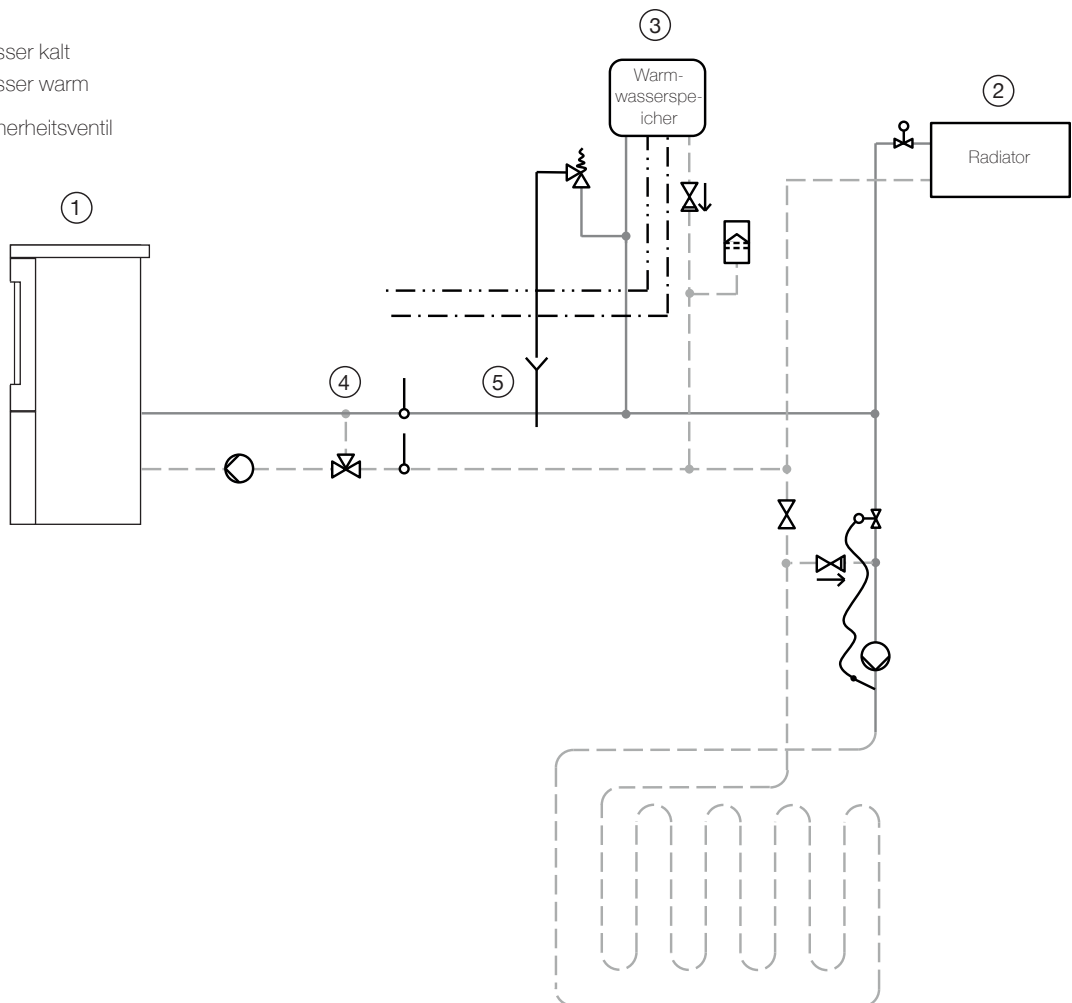 sser kalt
sser warm
herheitsventil
3
Warm-
wasserspe-
icher
2
Radiator
1
4
5